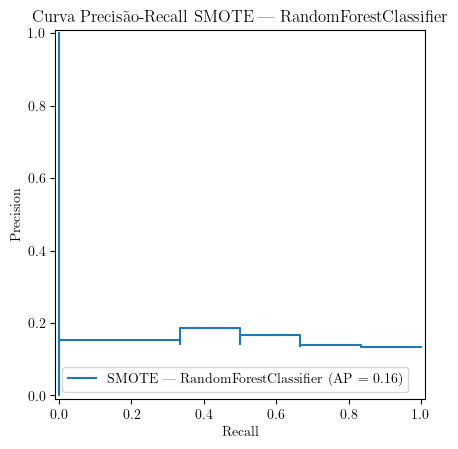 Curva Precisão-Recall SMOTE — RandomForestClassifier
1.0
0.8
0.6
0.4
0.2
0.0
Precision
SMOTE — RandomForestClassifier (AP = 0.16)
0.0 0.2 0.4 0.6 0.8 1.0
Recall